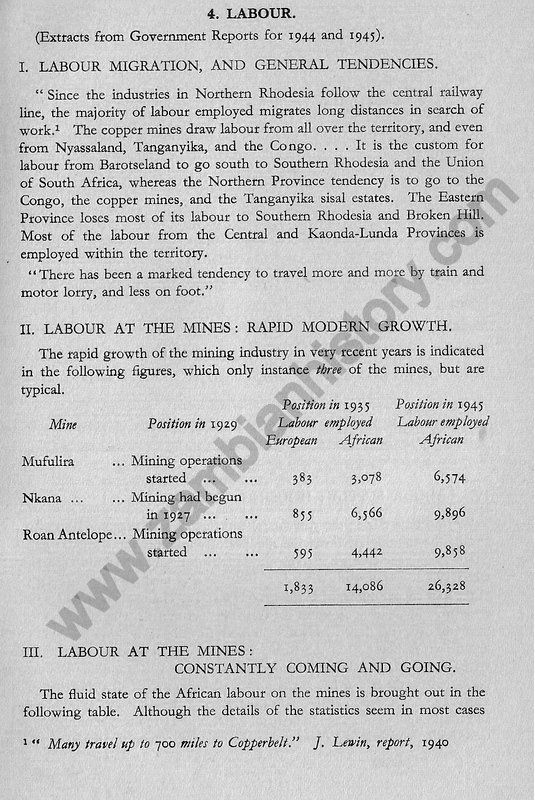 4. LABOUR.
(Extracts from Government Reports for 1944 and 1945).
I. LABOUR MIGRATION, AND GENERAL TENDENCIES.
“ Since the industries in Northern Rhodesia follow the central railway
line, the majority of labour employed migrates long distances in search of
work.¹ The copper mines draw labour from all over the territory, and even
from Nyassaland, Tanganyika, and the Congo. . . . It is the custom for
labour from Barotseland to go south to Southern Rhodesia and the Union
of South Africa, whereas the Northern Province tendency is to go to the
Congo, the copper mines, and the Tanganyika sisal estates. The Eastern
Province loses most of its labour to Southern Rhodesia and Broken Hill.
Most of the labour from the Central and Kaonda-Lunda Provinces is
employed within the territory.
“There has been a marked tendency to travel more and more by train and
motor lorry, and less on foot.”
II. LABOUR AT THE MINES : RAPID MODERN GROWTH.
The rapid growth of the mining industry in very recent years is indicated
in the following figures, which only instance three of the mines, but are
typical.
Position in 1935 Position in 1945
Mine Position in 1929 Labour employed Labour employed
European African African
Mufulira ... Mining operations
started ... ... 383 3,078 6,574
Nkana ... ... Mining had begun
in 1927 ... ... 855 6,566 9,896
Roan Antelope... Mining operations
started ... ... 595 4,442 9,858
1,833 14,086 26,328
III. LABOUR AT THE MINES :
CONSTANTLY COMING AND GOING.
The fluid state of the African labour on the mines is brought out in the
following table. Although the details of the statistics seem in most cases
¹ “ Many travel up to 700 miles to Copperbelt.” J. Lewin, report, 1940
www.zambianhistory.com